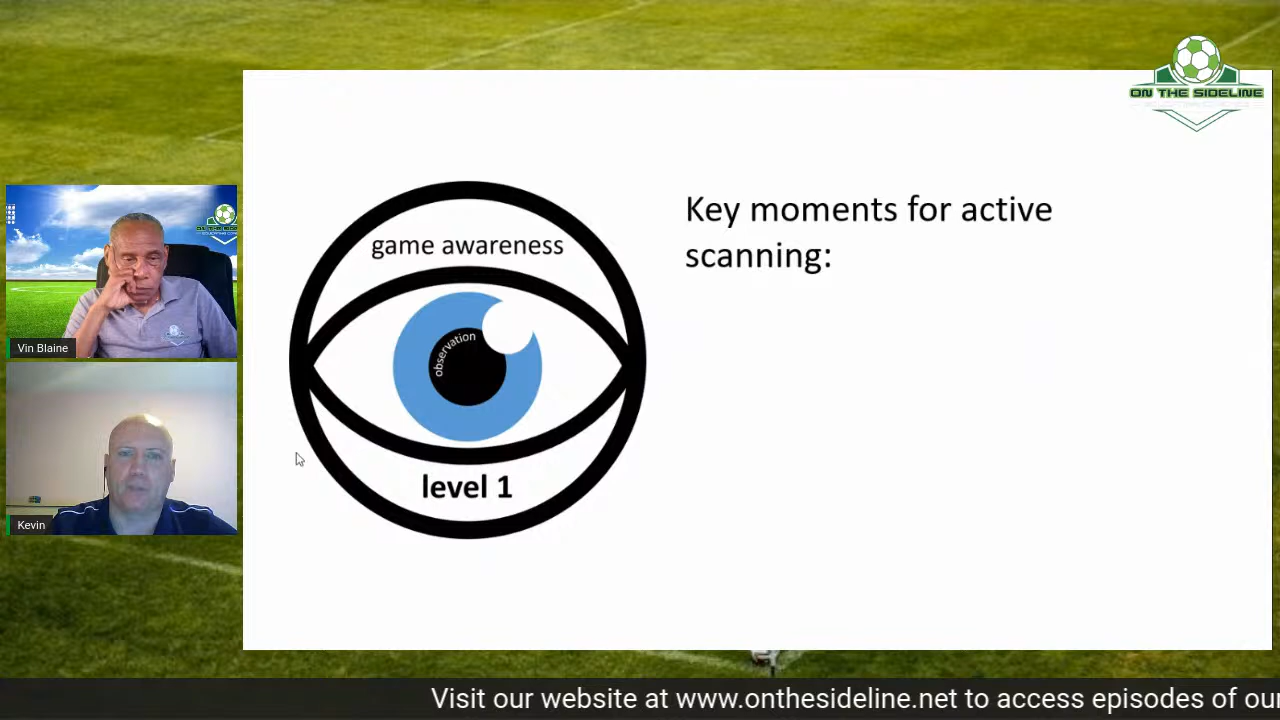 ON THE SIDELINE
Key moments for active
scanning:
game awareness
observation
level 1
Vin Blaine
Kevin
Visit our website at www.onthesideline.net to access episodes of ou